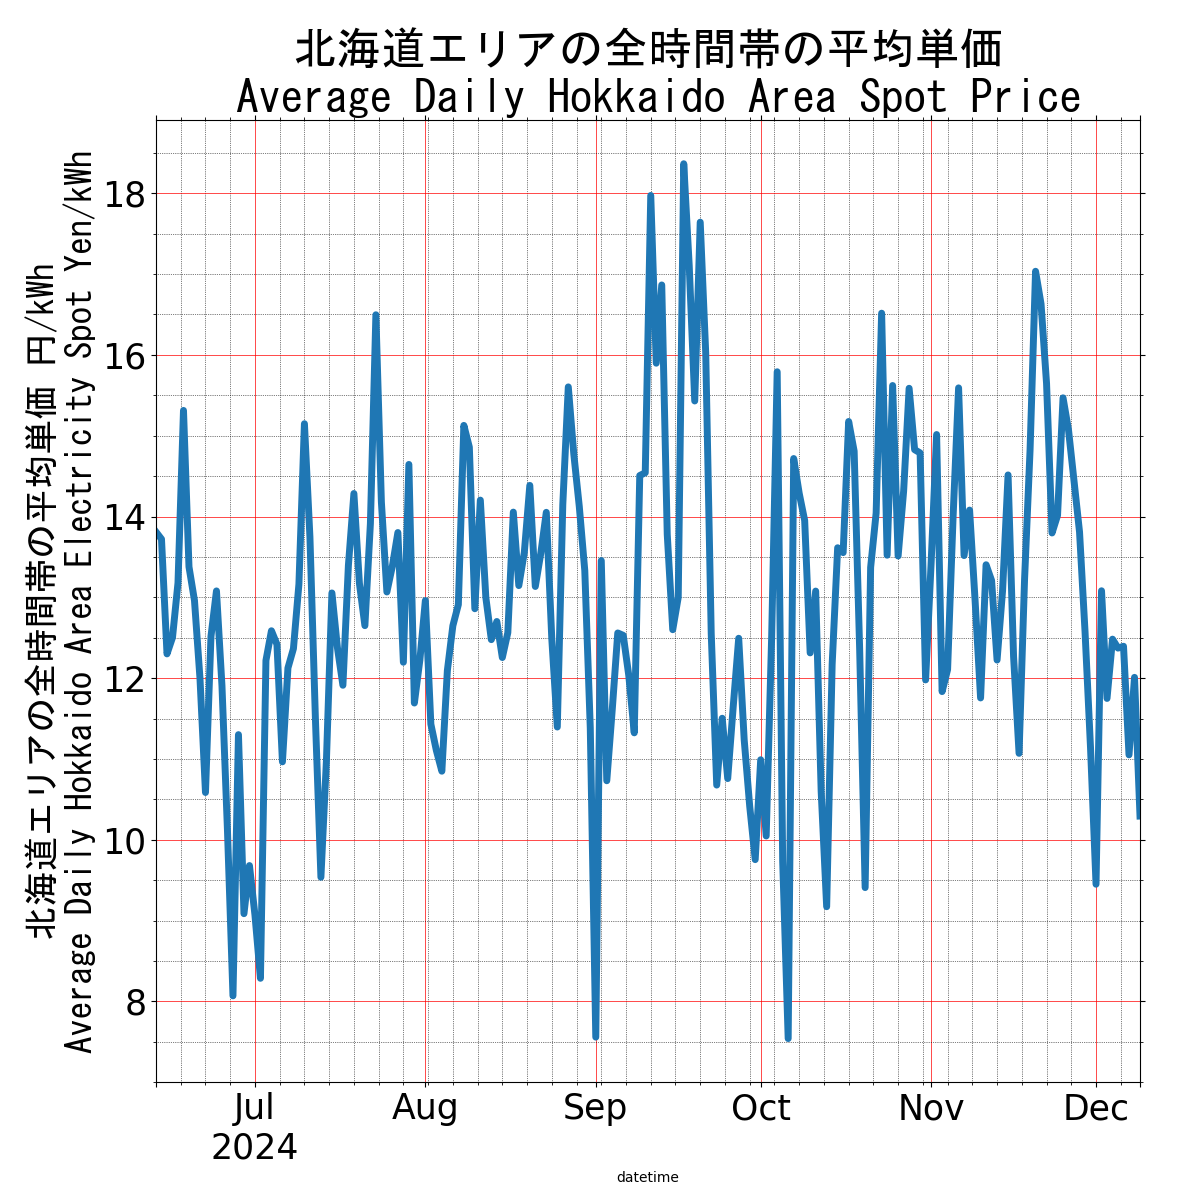 北海道エリアの全時間帯の平均単価
Average Daily Hokkaido Area Spot Price
北海道エリアの全時間帯の平均単価 円/kWh
Average Daily Hokkaido Area Electricity Spot Yen/kWh
18
16
14
12
10
8
Jul
2024
Aug
Sep
Oct
Nov
Dec
datetime